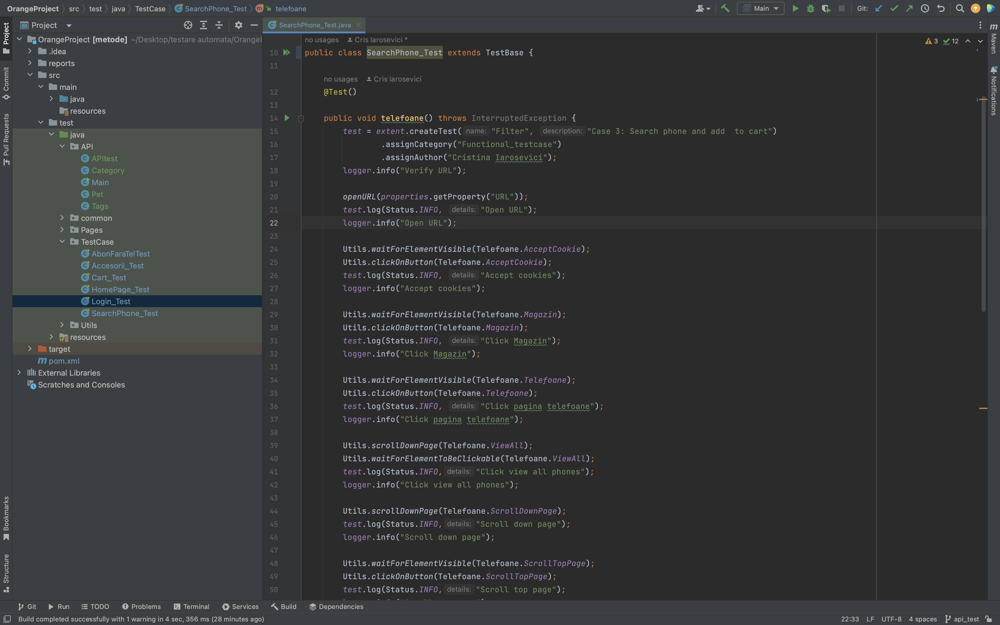 OrangeProject src test java TestCase SearchPhone_Test telefoane Main Git:
Project
SearchPhone_Test.java
Project
Commit
Pull Requests
Bookmarks
Structure
OrangeProject [metode] ~/Desktop/testare automata/Orange
.idea
reports
src
main
java
resources
test
java
API
APItest
Category
Main
Pet
Tags
common
Pages
TestCase
AbonFaraTelTest
Accesorii_Test
Cart_Test
HomePage_Test
Login_Test
SearchPhone_Test
Utils
resources
target
pom.xml
External Libraries
Scratches and Consoles
no usages Cris Iarosevici *
3 12
10 public class SearchPhone_Test extends TestBase {
11
no usages Cris Iarosevici
12 @Test()
13
14 public void telefoane() throws InterruptedException {
15 test = extent.createTest( name: "Filter", description: "Case 3: Search phone and add  to cart")
16 .assignCategory("Functional_testcase")
17 .assignAuthor("Cristina Iarosevici");
18 logger.info("Verify URL");
19
20 openURL(properties.getProperty("URL"));
21 test.log(Status.INFO, details: "Open URL");
22 logger.info("Open URL");
23
24 Utils.waitForElementVisible(Telefoane.AcceptCookie);
25 Utils.clickOnButton(Telefoane.AcceptCookie);
26 test.log(Status.INFO, details: "Accept cookies");
27 logger.info("Accept cookies");
28
29 Utils.waitForElementVisible(Telefoane.Magazin);
30 Utils.clickOnButton(Telefoane.Magazin);
31 test.log(Status.INFO, details: "Click Magazin");
32 logger.info("Click Magazin");
33
34 Utils.waitForElementVisible(Telefoane.Telefoane);
35 Utils.clickOnButton(Telefoane.Telefoane);
36 test.log(Status.INFO, details: "Click pagina telefoane");
37 logger.info("Click pagina telefoane");
38
39 Utils.scrollDownPage(Telefoane.ViewAll);
40 Utils.waitForElementToBeClickable(Telefoane.ViewAll);
41 test.log(Status.INFO, details: "Click view all phones");
42 logger.info("Click view all phones");
43
44 Utils.scrollDownPage(Telefoane.ScrollDownPage);
45 test.log(Status.INFO, details: "Scroll down page");
46 logger.info("Scroll down page");
47
48 Utils.waitForElementVisible(Telefoane.ScrollTopPage);
49 Utils.clickOnButton(Telefoane.ScrollTopPage);
50 test.log(Status.INFO, details: "Scroll top page");
m Maven
Notifications
Git Run TODO Problems Terminal Services Build Dependencies
Build completed successfully with 1 warning in 4 sec, 356 ms (28 minutes ago) 22:33 LF UTF-8 4 spaces api_test